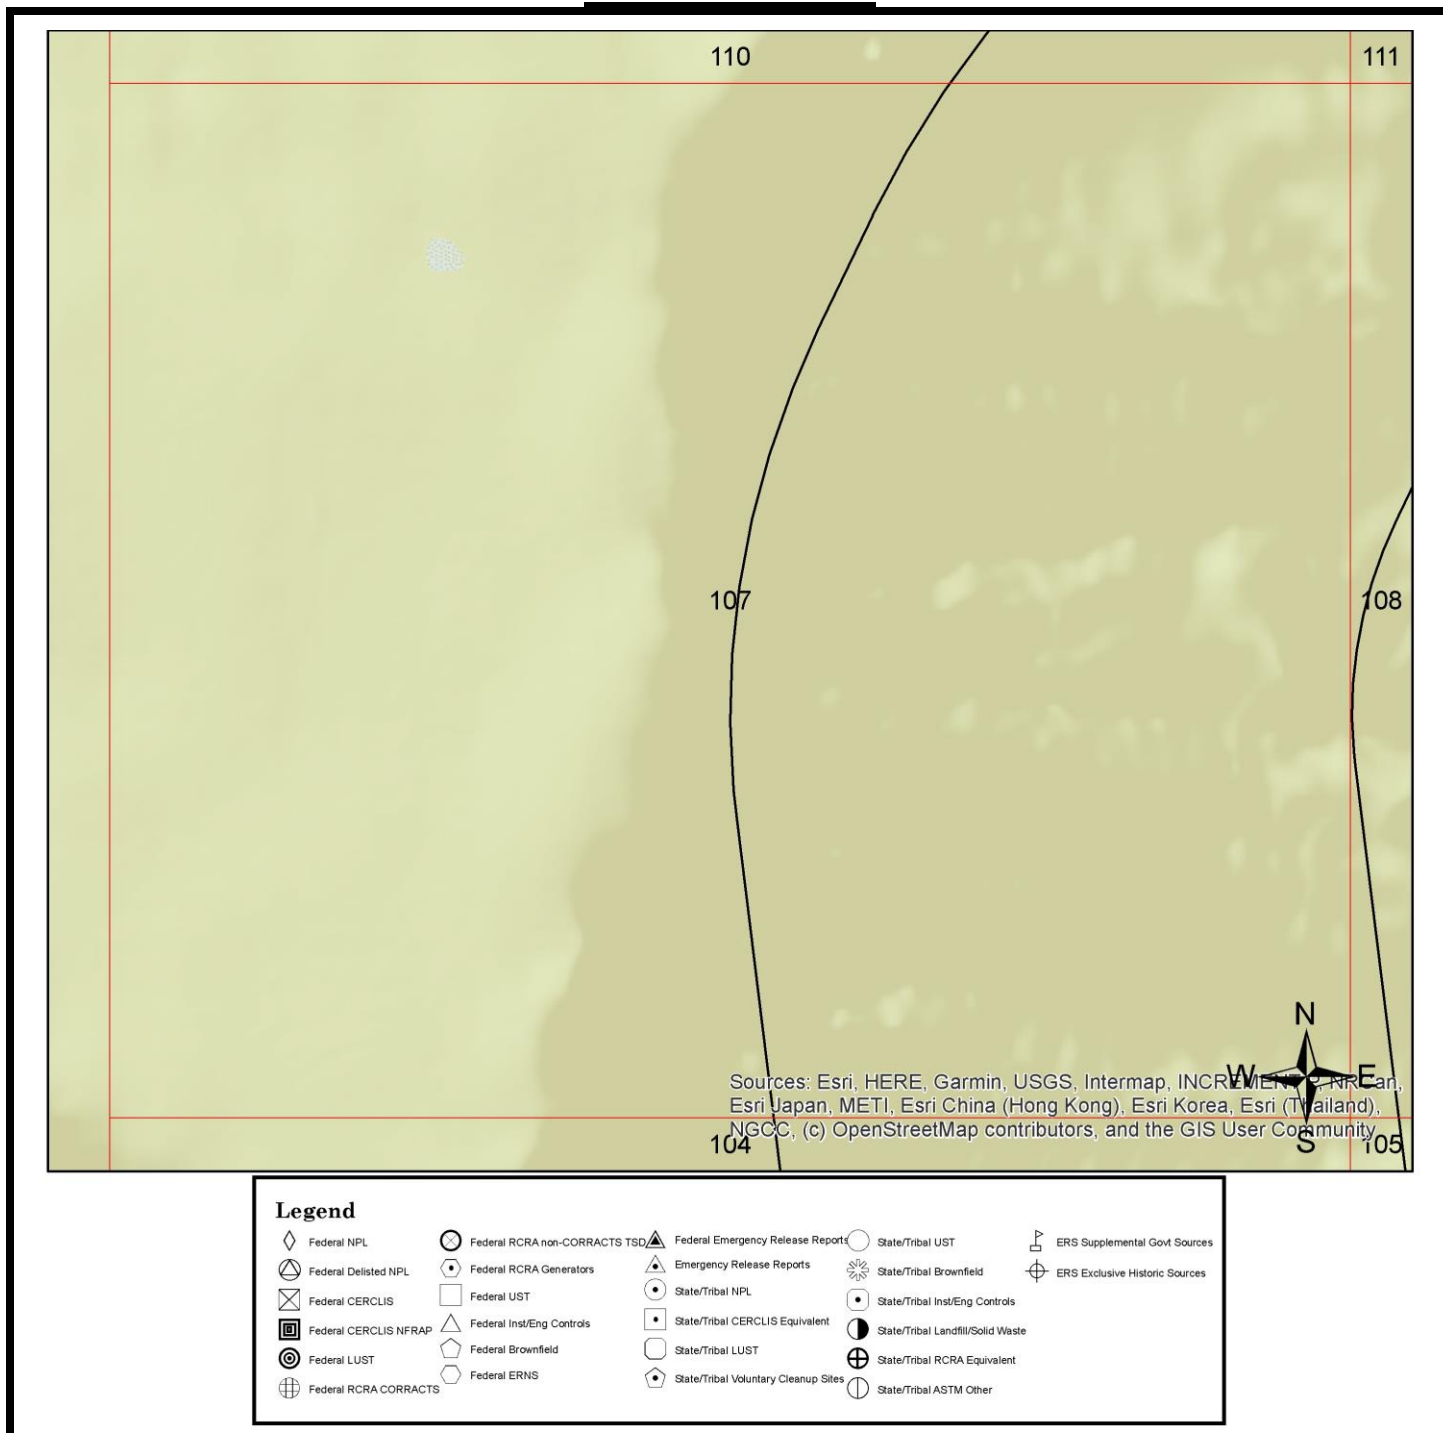 110
111
107
108
N
W
E
S
Sources: Esri, HERE, Garmin, USGS, Intermap, INCREMENT P, NRCan,
Esri Japan, METI, Esri China (Hong Kong), Esri Korea, Esri (Thailand),
NGCC, (c) OpenStreetMap contributors, and the GIS User Community
104
105
Legend
Federal NPL
Federal Delisted NPL
Federal CERCLIS
Federal CERCLIS NFRAP
Federal LUST
Federal RCRA CORRACTS
Federal RCRA non-CORRACTS TSD
Federal RCRA Generators
Federal UST
Federal Inst/Eng Controls
Federal Brownfield
Federal ERNS
Federal Emergency Release Reports
Emergency Release Reports
State/Tribal NPL
State/Tribal CERCLIS Equivalent
State/Tribal LUST
State/Tribal Voluntary Cleanup Sites
State/Tribal UST
State/Tribal Brownfield
State/Tribal Inst/Eng Controls
State/Tribal Landfill/Solid Waste
State/Tribal RCRA Equivalent
State/Tribal ASTM Other
ERS Supplemental Govt Sources
ERS Exclusive Historic Sources